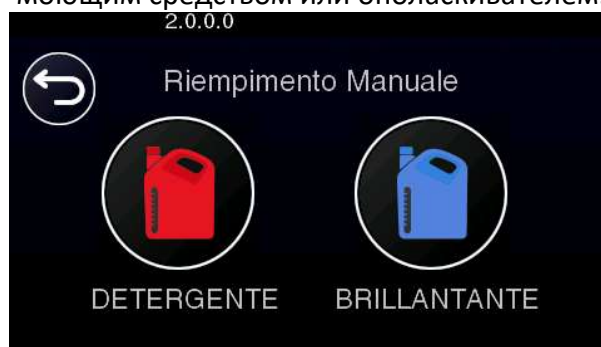 моющим средством или ополаскивателем
2.0.0.0
Riempimento Manuale
DETERGENTE BRILLANTANTE